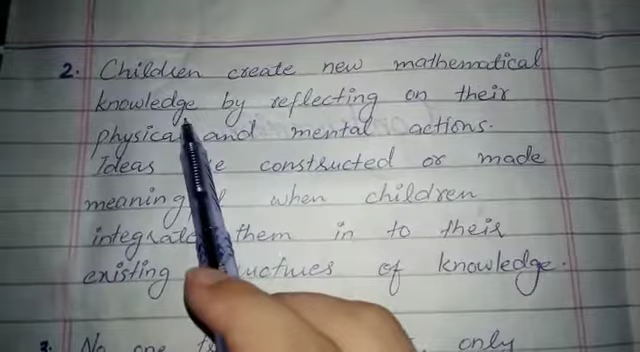 2. Children create new mathematical
knowledge by reflecting on their
physical and mental actions.
Ideas constructed or made
when children
them in to their
existing of knowledge.
3. No one only